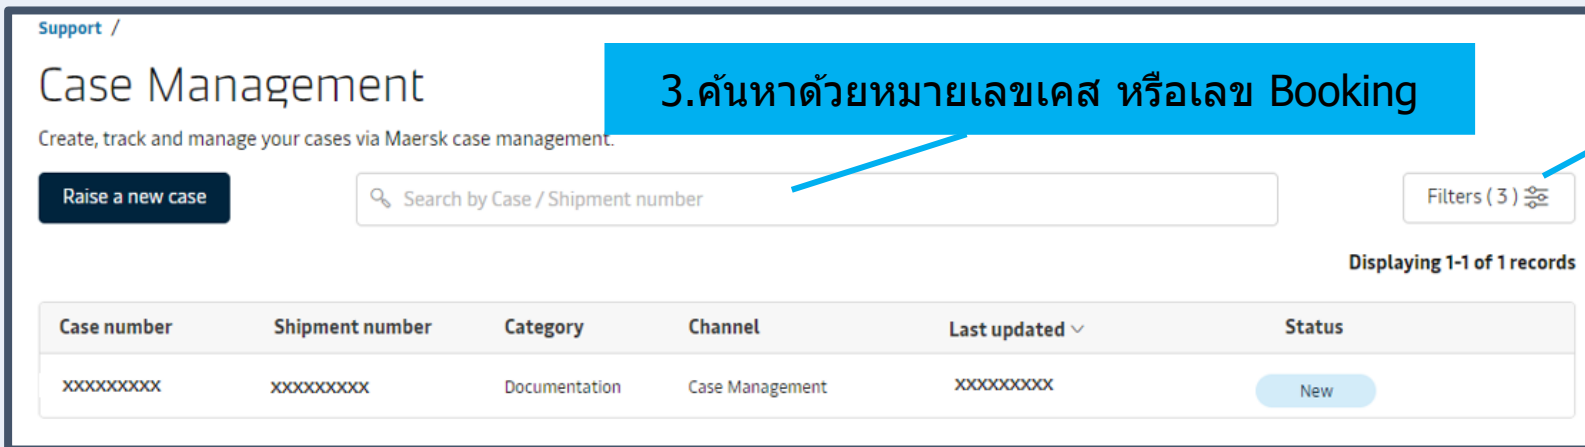 Support /
Case Management
3.ค้นหาด้วยหมายเลขเคส หรือเลข Booking
Create, track and manage your cases via Maersk case management.
Raise a new case
Search by Case / Shipment number
Filters ( 3 )
Displaying 1-1 of 1 records
Case number Shipment number Category Channel Last updated Status
xxxxxxxxx xxxxxxxxx Documentation Case Management xxxxxxxxx New